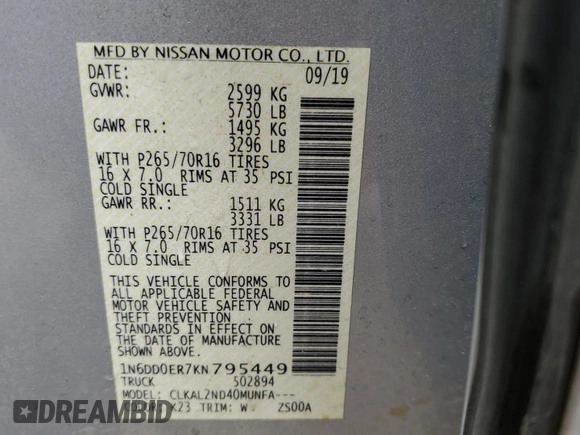 MFD BY NISSAN MOTOR CO., LTD.
DATE: 09/19
GVWR: 2599 KG
5730 LB
GAWR FR.: 1495 KG
3296 LB
WITH P265/70R16 TIRES
16 X 7.0 RIMS AT 35 PSI
COLD SINGLE
GAWR RR.: 1511 KG
3331 LB
WITH P265/70R16 TIRES
16 X 7.0 RIMS AT 35 PSI
COLD SINGLE
THIS VEHICLE CONFORMS TO
ALL APPLICABLE FEDERAL
MOTOR VEHICLE SAFETY AND
THEFT PREVENTION
STANDARDS IN EFFECT ON
THE DATE OF MANUFACTURE
SHOWN ABOVE.
1N6DD0ER7KN795449
TRUCK 502894
MODEL: CLKAL2ND40MUNFA---
K23 TRIM: W ZS00A
© DEALERSLEAGUE